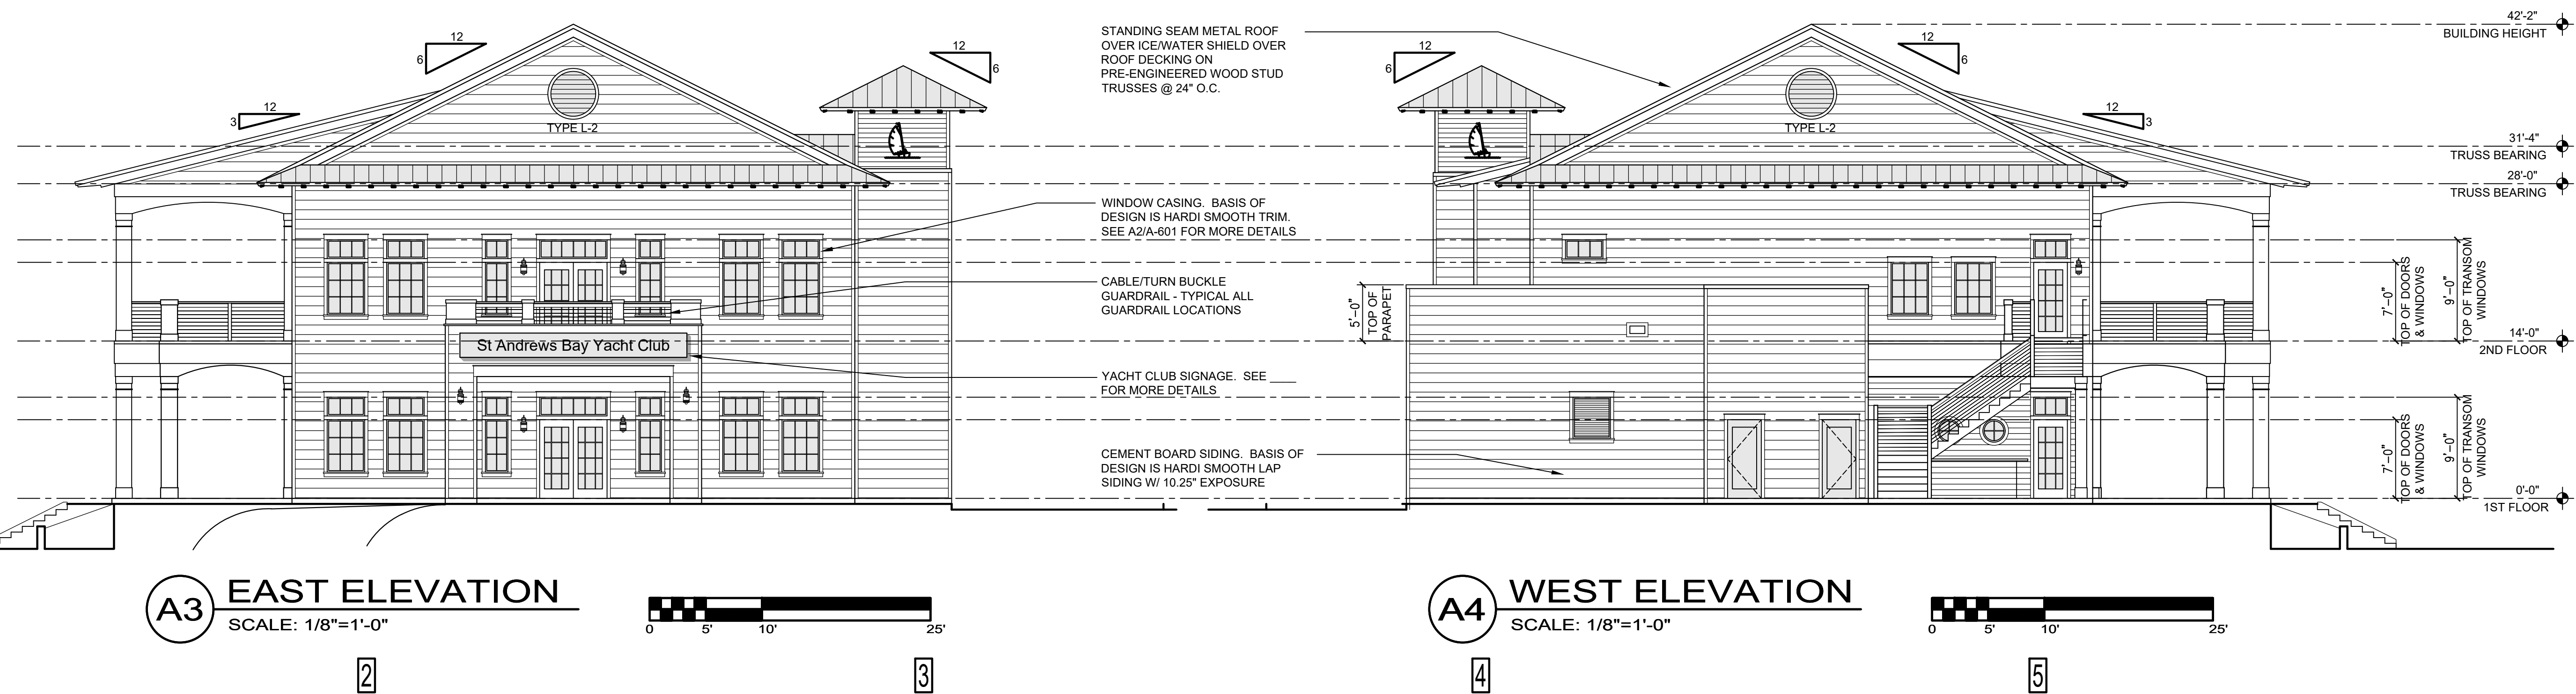 12
6
12
3
TYPE L-2
12
6
STANDING SEAM METAL ROOF
OVER ICE/WATER SHIELD OVER
ROOF DECKING ON
PRE-ENGINEERED WOOD STUD
TRUSSES @ 24" O.C.
WINDOW CASING. BASIS OF
DESIGN IS HARDI SMOOTH TRIM.
SEE A2/A-601 FOR MORE DETAILS
CABLE/TURN BUCKLE
GUARDRAIL - TYPICAL ALL
GUARDRAIL LOCATIONS
St Andrews Bay Yacht Club
YACHT CLUB SIGNAGE. SEE ____
FOR MORE DETAILS
CEMENT BOARD SIDING. BASIS OF
DESIGN IS HARDI SMOOTH LAP
SIDING W/ 10.25" EXPOSURE
12
6
TYPE L-2
12
6
12
3
42'-2"
BUILDING HEIGHT
31'-4"
TRUSS BEARING
28'-0"
TRUSS BEARING
5'-0"
TOP OF
PARAPET
7'-0"
TOP OF DOORS
& WINDOWS
9'-0"
TOP OF TRANSOM
WINDOWS
14'-0"
2ND FLOOR
7'-0"
TOP OF DOORS
& WINDOWS
9'-0"
TOP OF TRANSOM
WINDOWS
0'-0"
1ST FLOOR
A3
EAST ELEVATION
SCALE: 1/8"=1'-0"
0 5' 10' 25'
A4
WEST ELEVATION
SCALE: 1/8"=1'-0"
0 5' 10' 25'
2
3
4
5